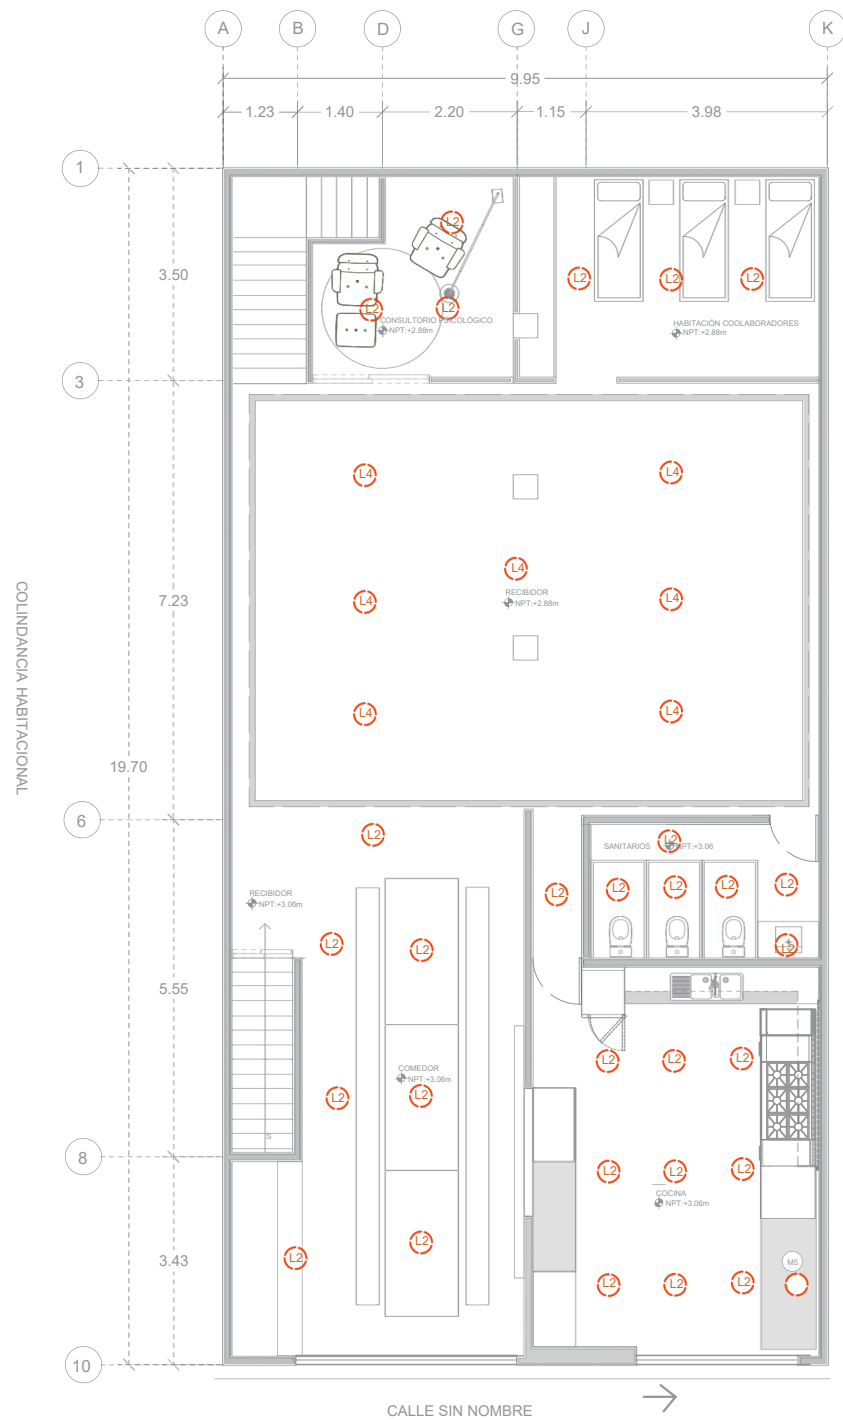 A B D G J K
9.95
1.23 1.40 2.20 1.15 3.98
1
L2
3.50
L2 L2 L2
L2 L2
CONSULTORIO PSICOLÓGICO
NPT:+2.88m
HABITACIÓN COOLABORADORES
NPT:+2.88m
3
L4 L4
L4
RECIBIDOR
NPT:+2.88m
7.23
L4 L4
COLINDANCIA HABITACIONAL
L4 L4
19.70
6
L2
L2
SANITARIOS NPT:+3.06
L2 L2 L2 L2 L2
RECIBIDOR
NPT:+3.06m
L2 L2 L2
5.55
L2 L2 L2
COMEDOR
NPT:+3.06m
L2 L2
S
8
L2 L2 L2
COCINA
NPT:+3.06m
L2
L2
3.43
M5
L2 L2 L2
10
CALLE SIN NOMBRE